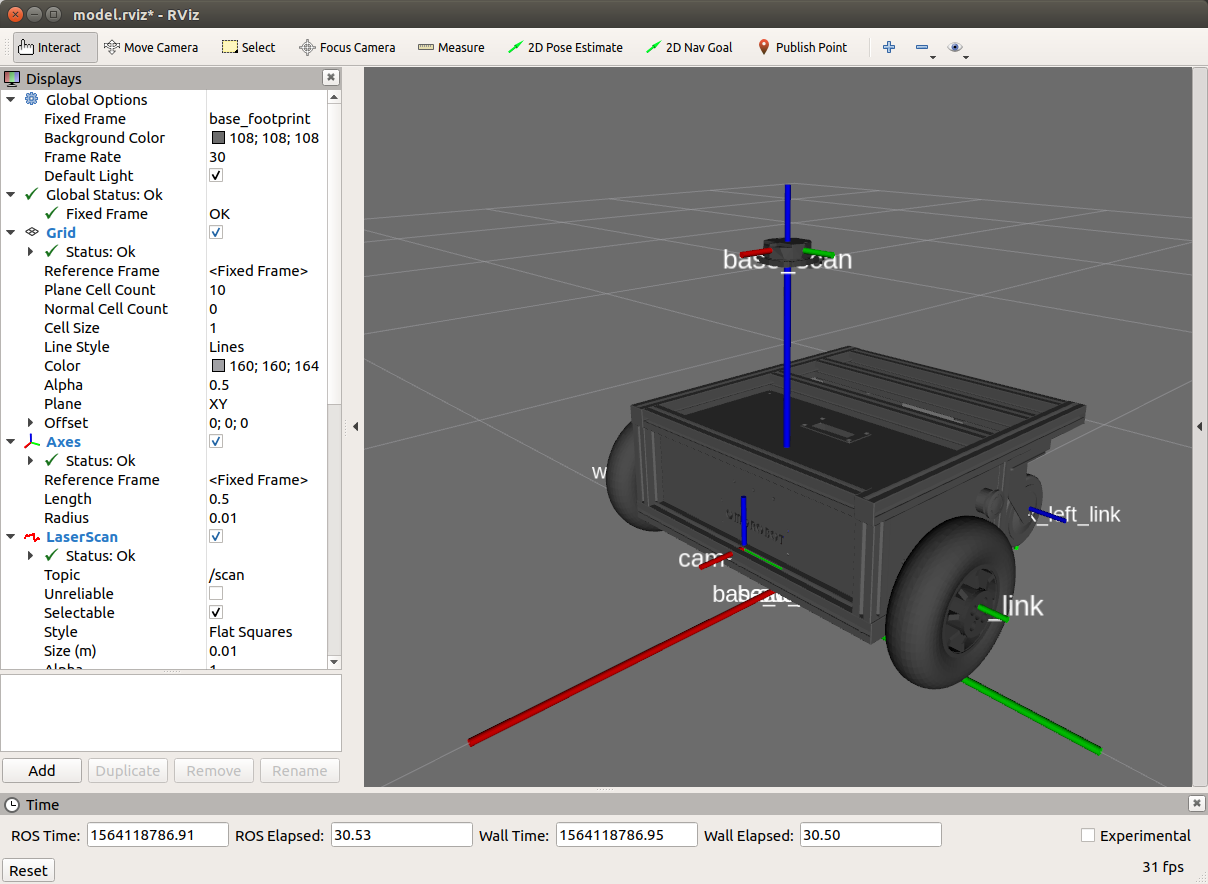 model.rviz* - RViz
Interact Move Camera Select Focus Camera Measure 2D Pose Estimate 2D Nav Goal Publish Point
Displays
Global Options
Fixed Frame base_footprint
Background Color 108; 108; 108
Frame Rate 30
Default Light
Global Status: Ok
Fixed Frame OK
Grid
Status: Ok
Reference Frame <Fixed Frame>
Plane Cell Count 10
Normal Cell Count 0
Cell Size 1
Line Style Lines
Color 160; 160; 164
Alpha 0.5
Plane XY
Offset 0; 0; 0
Axes
Status: Ok
Reference Frame <Fixed Frame>
Length 0.5
Radius 0.01
LaserScan
Status: Ok
Topic /scan
Unreliable
Selectable
Style Flat Squares
Size (m) 0.01
Add Duplicate Remove Rename
_left_link
_link
Time
ROS Time: 1564118786.91 ROS Elapsed: 30.53 Wall Time: 1564118786.95 Wall Elapsed: 30.50 Experimental
Reset 31 fps